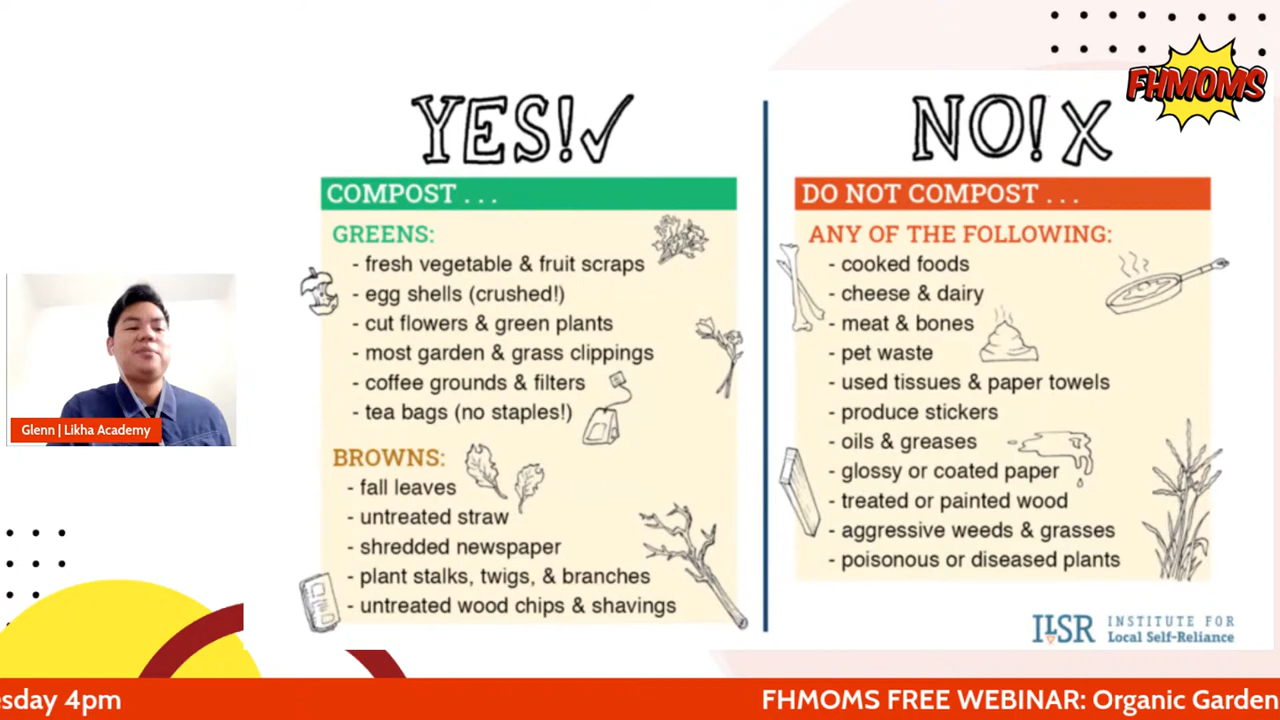 FHMOMS
YES!✓
COMPOST . . .
GREENS:
- fresh vegetable & fruit scraps
- egg shells (crushed!)
- cut flowers & green plants
- most garden & grass clippings
- coffee grounds & filters
- tea bags (no staples!)
BROWNS:
- fall leaves
- untreated straw
- shredded newspaper
- plant stalks, twigs, & branches
- untreated wood chips & shavings
NO! X
DO NOT COMPOST . . .
ANY OF THE FOLLOWING:
- cooked foods
- cheese & dairy
- meat & bones
- pet waste
- used tissues & paper towels
- produce stickers
- oils & greases
- glossy or coated paper
- treated or painted wood
- aggressive weeds & grasses
- poisonous or diseased plants
ILSR
INSTITUTE FOR
Local Self-Reliance
Glenn | Likha Academy
esday 4pm
FHMOMS FREE WEBINAR: Organic Garden